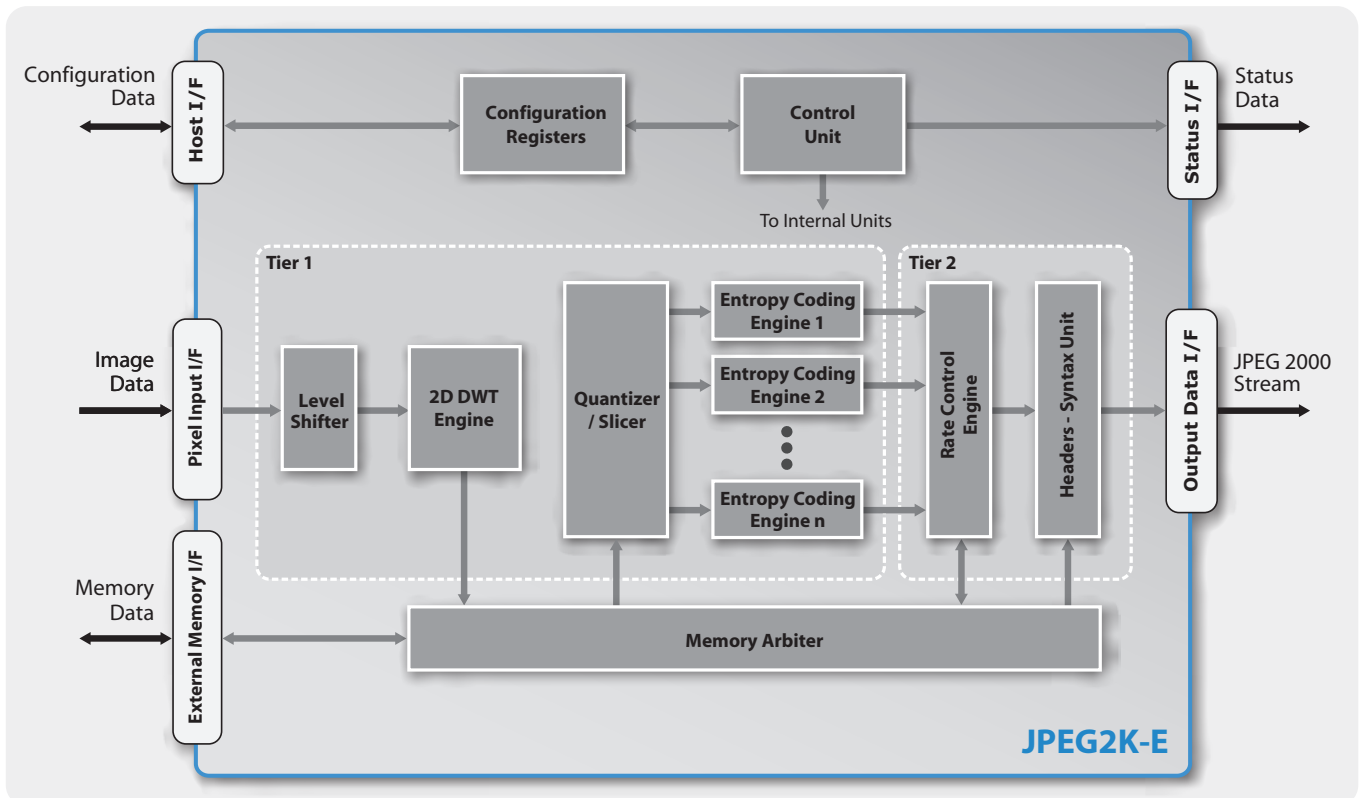 Configuration
Data
Host I/F
Configuration
Registers
Control
Unit
Status I/F
Status
Data
To Internal Units
Tier 1
Tier 2
Image
Data
Pixel Input I/F
Level
Shifter
2D DWT
Engine
Quantizer
/ Slicer
Entropy Coding
Engine 1
Entropy Coding
Engine 2
Entropy Coding
Engine n
Rate Control
Engine
Headers - Syntax Unit
Output Data I/F
JPEG 2000
Stream
Memory
Data
External Memory I/F
Memory Arbiter
JPEG2K-E